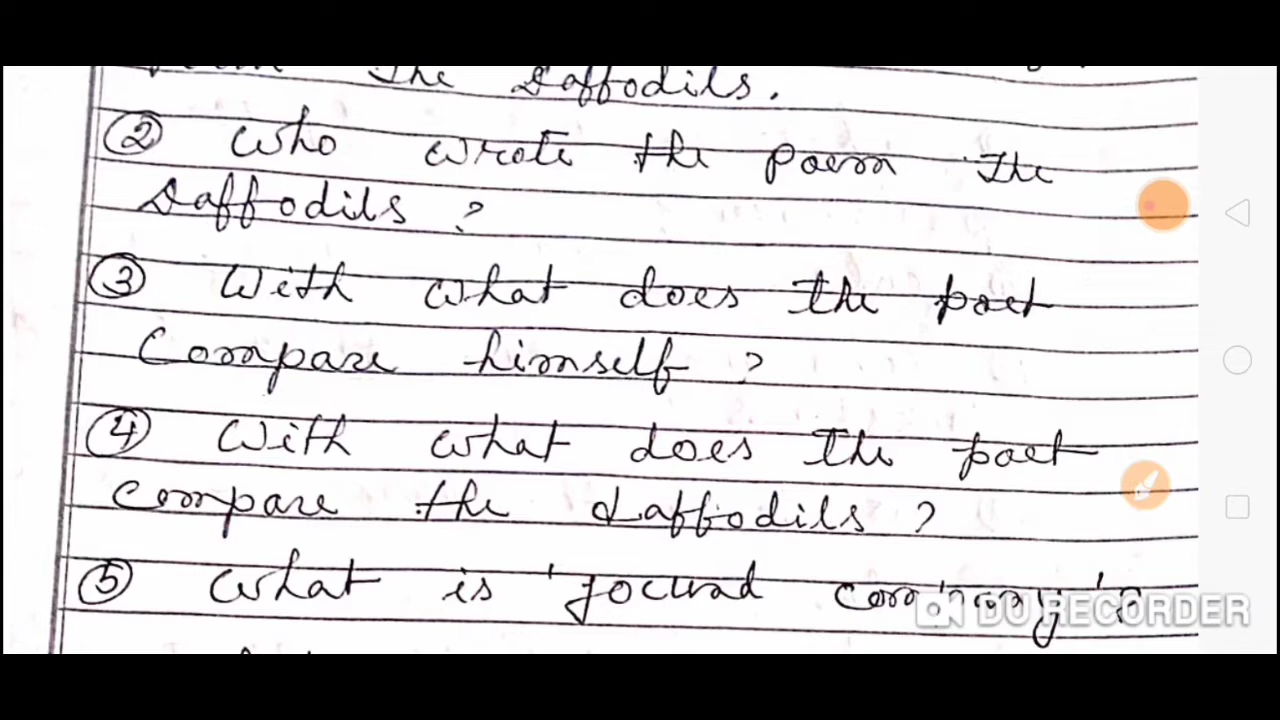 The Daffodils.
② Who wrote the poem The
Daffodils ?
③ With what does the poet
Compare himself ?
④ With what does the poet
compare the daffodils ?
⑤ What is 'jocund company'?
DU RECORDER